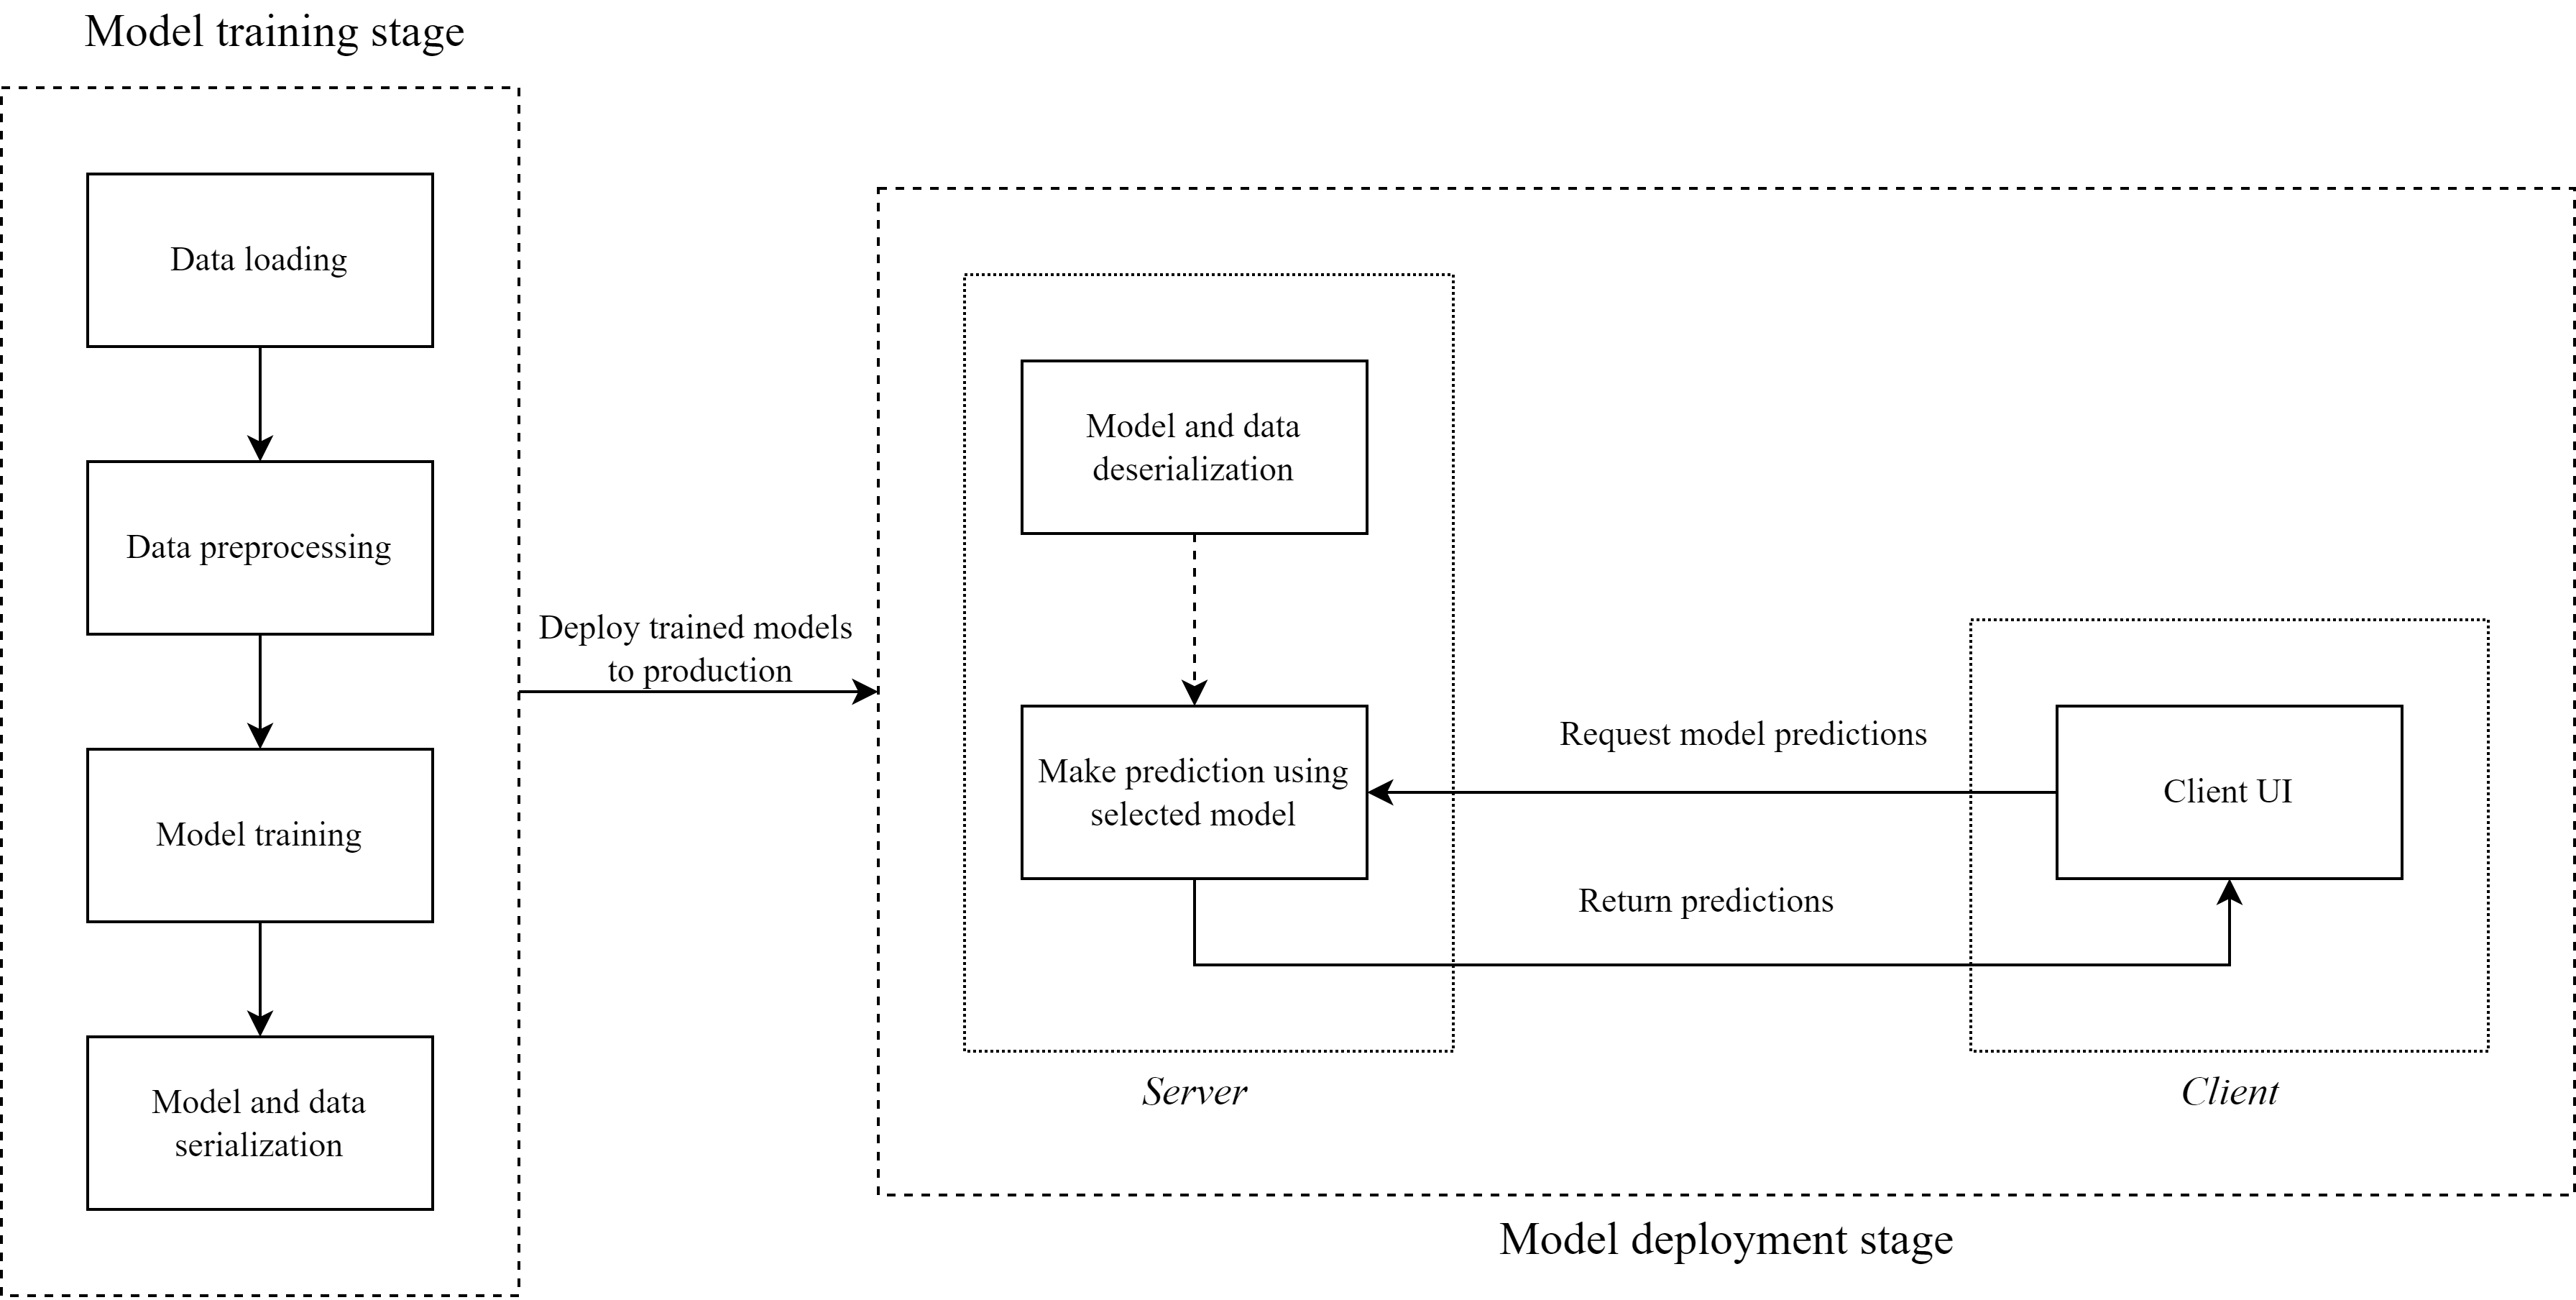 Model training stage
Data loading
Data preprocessing
Model training
Model and data
serialization
Deploy trained models
to production
Model and data
deserialization
Make prediction using
selected model
Request model predictions
Client UI
Return predictions
Server
Client
Model deployment stage